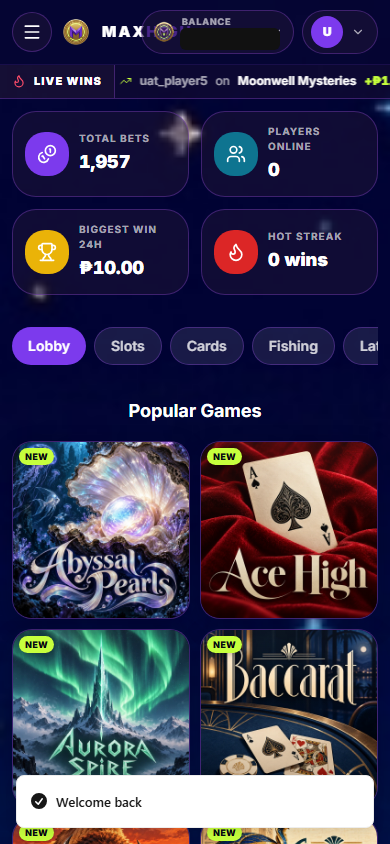 BALANCE
MAX
U
LIVE WINS
uat_player5 on Moonwell Mysteries +₱1
TOTAL BETS
1,957
PLAYERS
ONLINE
0
BIGGEST WIN
24H
₱10.00
HOT STREAK
0 wins
Lobby
Slots
Cards
Fishing
Popular Games
NEW
Abyssal
Pearls
NEW
A
Ace High
A
NEW
AURORA
SPIRE
NEW
Baccarat
Welcome back
NEW
NEW